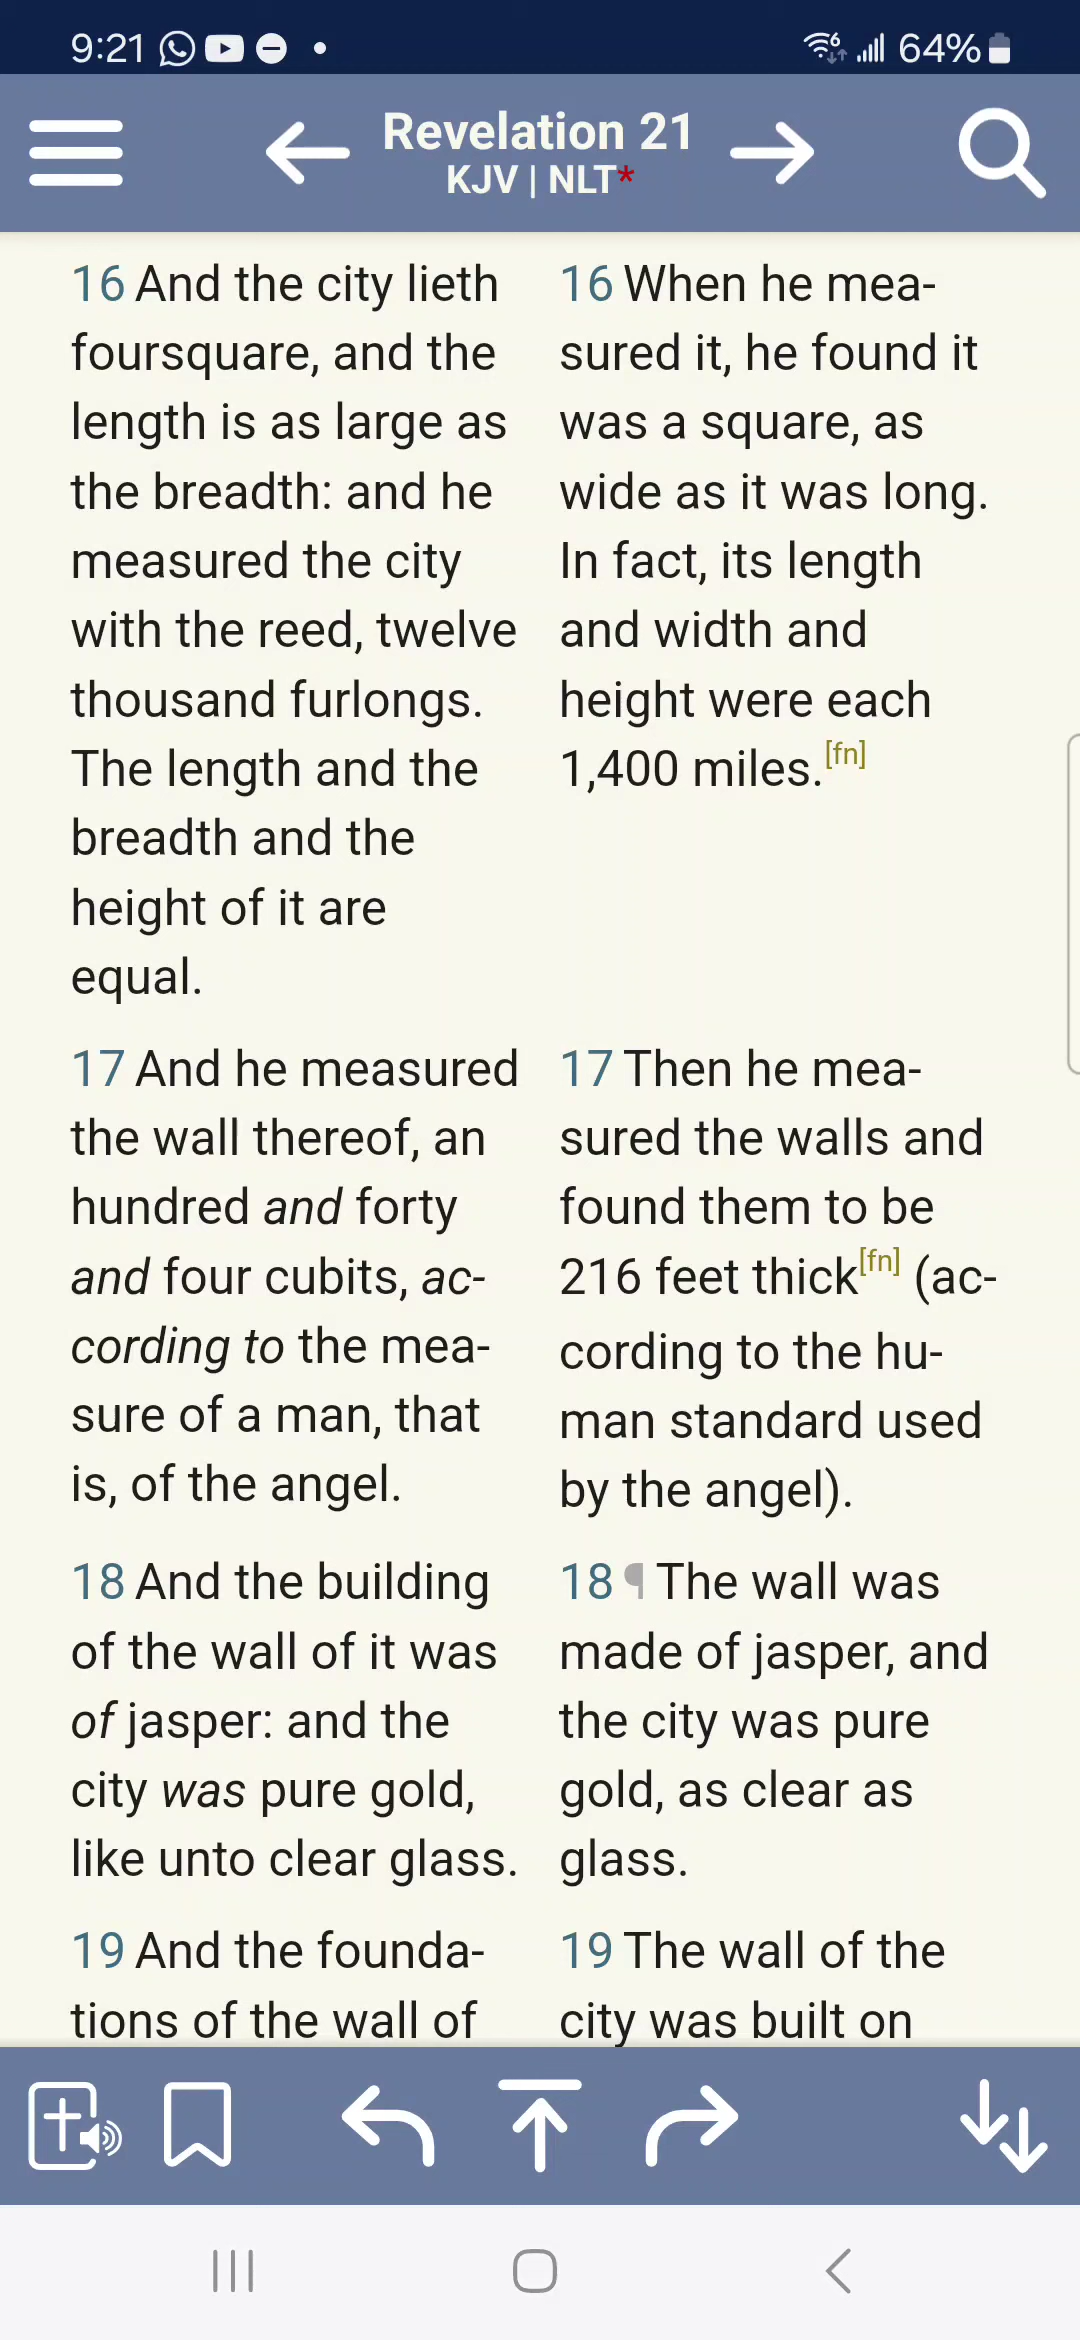 9:21
64%
Revelation 21
KJV | NLT*
16 And the city lieth
foursquare, and the
length is as large as
the breadth: and he
measured the city
with the reed, twelve
thousand furlongs.
The length and the
breadth and the
height of it are
equal.
16 When he mea-
sured it, he found it
was a square, as
wide as it was long.
In fact, its length
and width and
height were each
1,400 miles.[fn]
17 And he measured
the wall thereof, an
hundred and forty
and four cubits, ac-
cording to the mea-
sure of a man, that
is, of the angel.
17 Then he mea-
sured the walls and
found them to be
216 feet thick[fn] (ac-
cording to the hu-
man standard used
by the angel).
18 And the building
of the wall of it was
of jasper: and the
city was pure gold,
like unto clear glass.
18 ¶ The wall was
made of jasper, and
the city was pure
gold, as clear as
glass.
19 And the founda-
tions of the wall of
19 The wall of the
city was built on